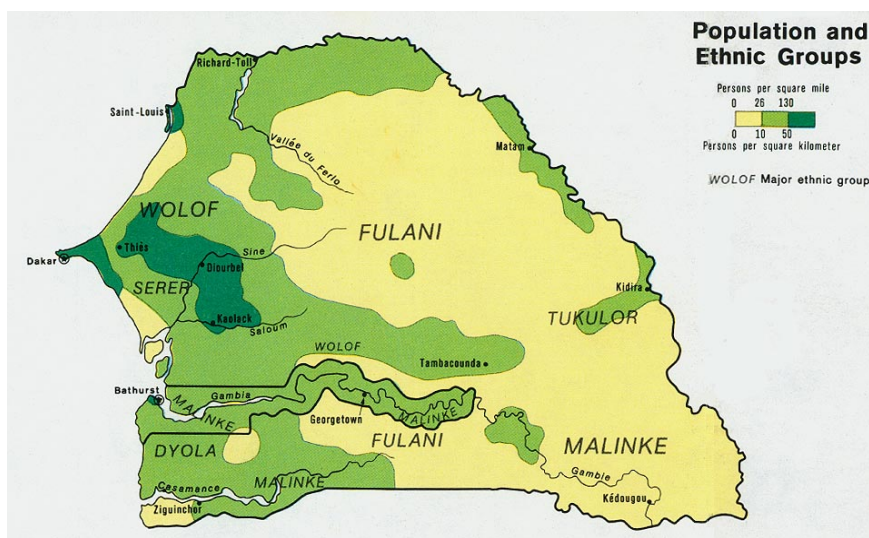 Population and
Ethnic Groups
Persons per square mile
0 26 130
0 10 50
Persons per square kilometer
WOLOF Major ethnic group
Richard-Toll
Saint-Louis
Vallée du Ferlo
Matam
WOLOF
FULANI
Thiès
Sine
Dakar
Diourbel
SERER
Kidira
Kaolack
Saloum
TUKULOR
WOLOF
Tambacounda
Bathurst
Gambia
MALINKE
Georgetown
MALINKE
DYOLA
FULANI
MALINKE
MALINKE
Gambie
Casamance
Ziguinchor
Kédougou